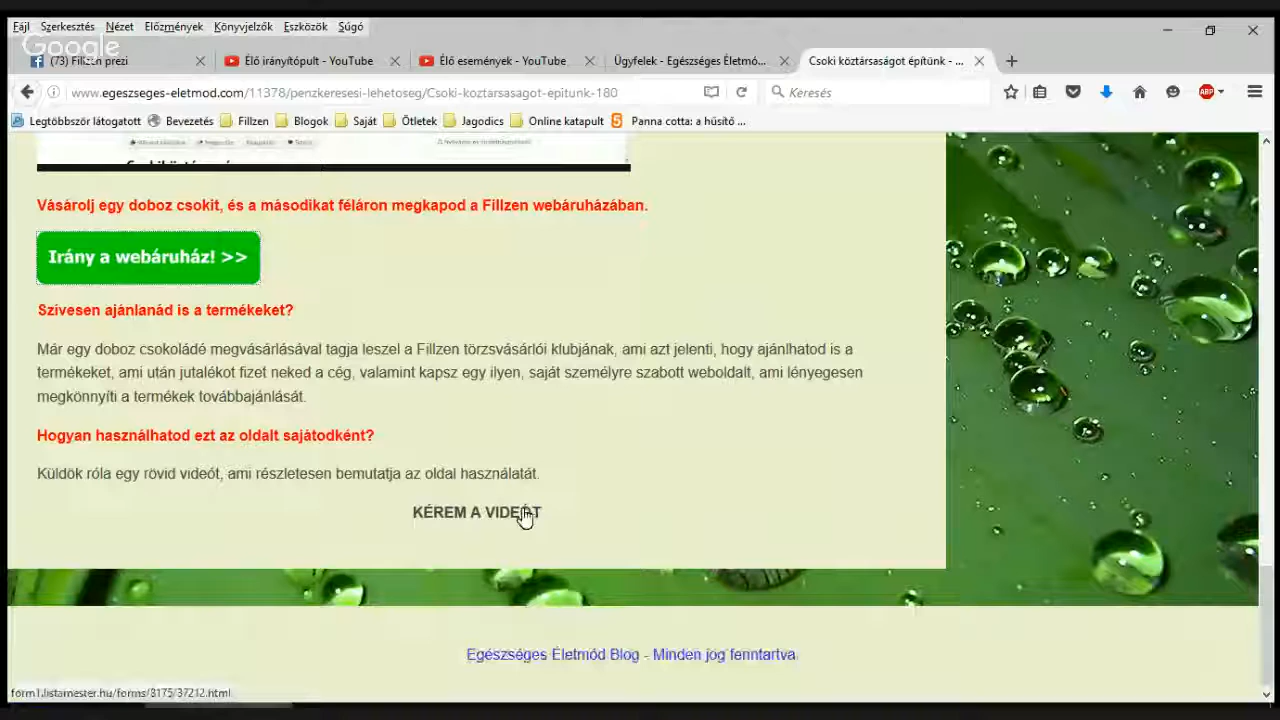 Fájl Szerkesztés Nézet Előzmények Könyvjelzők Eszközök Súgó
Google
(73) Fillzen prezi
Élő irányítópult - YouTube
Élő események - YouTube
Ügyfelek - Egészséges Életmó...
Csoki köztársaságot építünk - ...
www.egeszseges-eletmod.com/11378/penzkeresesi-lehetoseg/Csoki-koztarsasagot-epitunk-180
Keresés
ABP
Legtöbbször látogatott Bevezetés Fillzen Blogok Saját Ötletek Jagodics Online katapult Panna cotta: a hűsítő ...
Vásárolj egy doboz csokit, és a másodikat féláron megkapod a Fillzen webáruházában.
Irány a webáruház! >>
Szívesen ajánlanád is a termékeket?
Már egy doboz csokoládé megvásárlásával tagja leszel a Fillzen törzsvásárlói klubjának, ami azt jelenti, hogy ajánlhatod is a
termékeket, ami után jutalékot fizet neked a cég, valamint kapsz egy ilyen, saját személyre szabott weboldalt, ami lényegesen
megkönnyíti a termékek továbbajánlását.
Hogyan használhatod ezt az oldalt sajátodként?
Küldök róla egy rövid videót, ami részletesen bemutatja az oldal használatát.
KÉREM A VIDEÓT
Egészséges Életmód Blog - Minden jog fenntartva.
form1.listamester.hu/forms/8175/37212.html